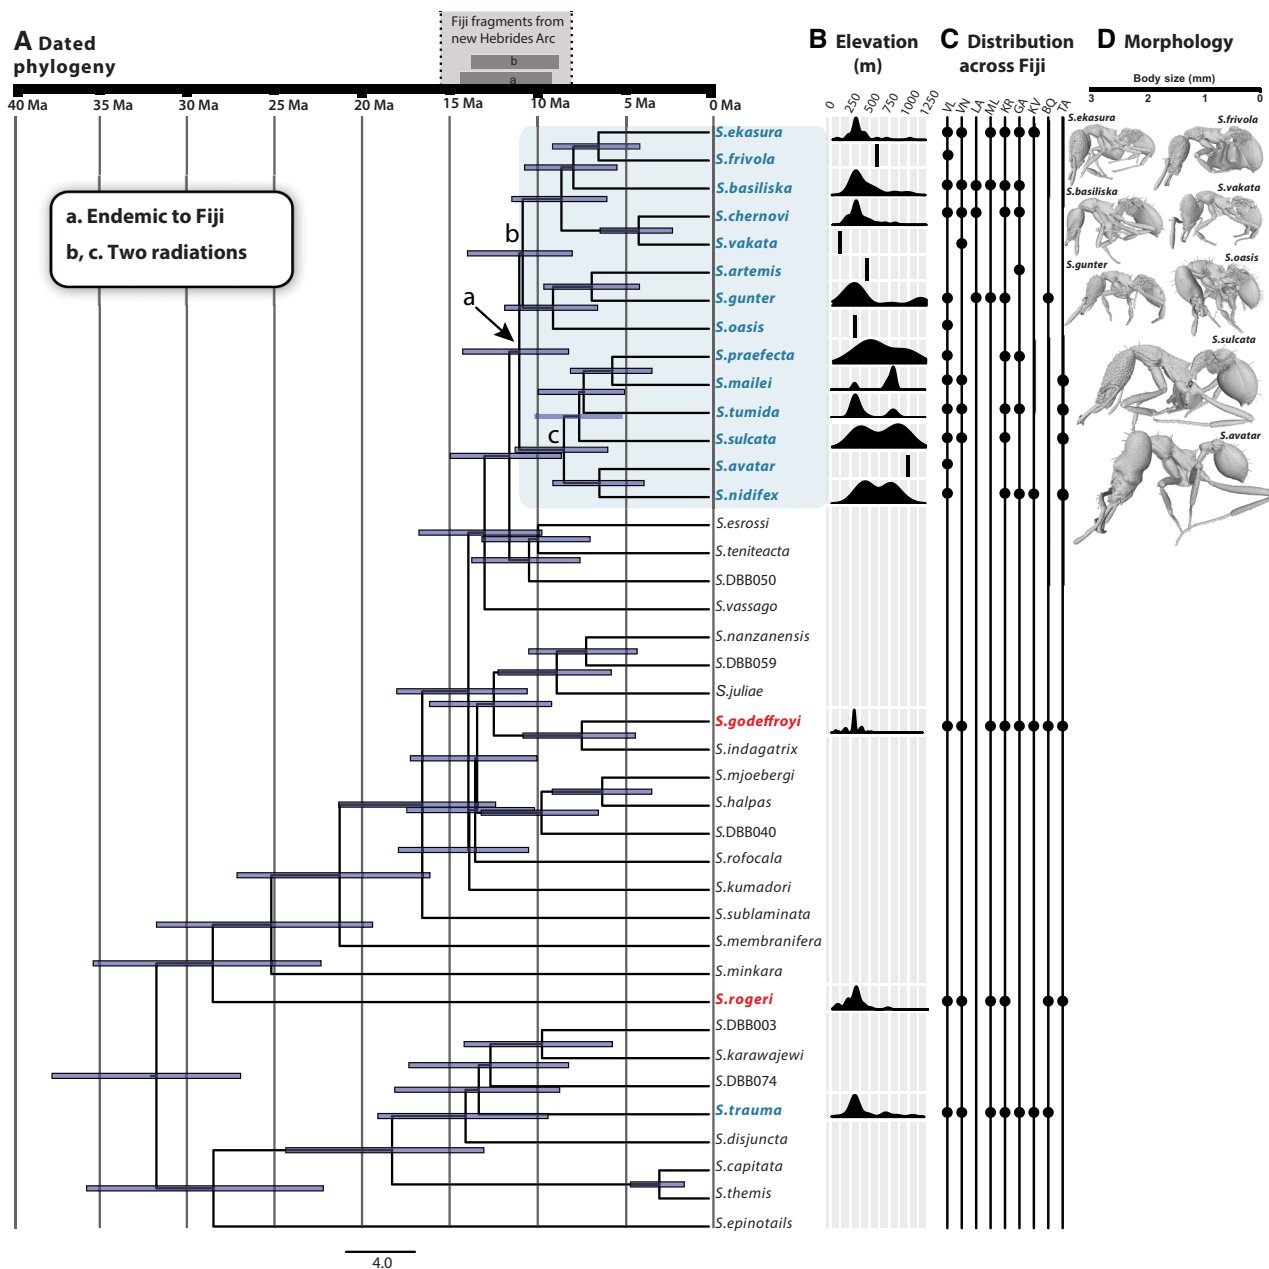 Fiji fragments from
new Hebrides Arc
b
a
A Dated
phylogeny
B Elevation
(m)
C Distribution
across Fiji
D Morphology
Body size (mm)
3 2 1 0
40 Ma 35 Ma 30 Ma 25 Ma 20 Ma 15 Ma 10 Ma 5 Ma 0 Ma
0 250 500 750 1000 1250
VL VN LA ML KR GA KV BQ TA
a. Endemic to Fiji
b, c. Two radiations
a
b
c
S.ekasura
S.frivola
S.basiliska
S.chernovi
S.vakata
S.artemis
S.gunter
S.oasis
S.praefecta
S.mailei
S.tumida
S.sulcata
S.avatar
S.nidifex
S.esrossi
S.teniteacta
S.DBB050
S.vassago
S.nanzanensis
S.DBB059
S.juliae
S.godeffroyi
S.indagatrix
S.mjoebergi
S.halpas
S.DBB040
S.rofocala
S.kumadori
S.sublaminata
S.membranifera
S.minkara
S.rogeri
S.DBB003
S.karawajewi
S.DBB074
S.trauma
S.disjuncta
S.capitata
S.themis
S.epinotails
4.0
S.ekasura
S.frivola
S.basiliska
S.vakata
S.gunter
S.oasis
S.sulcata
S.avatar